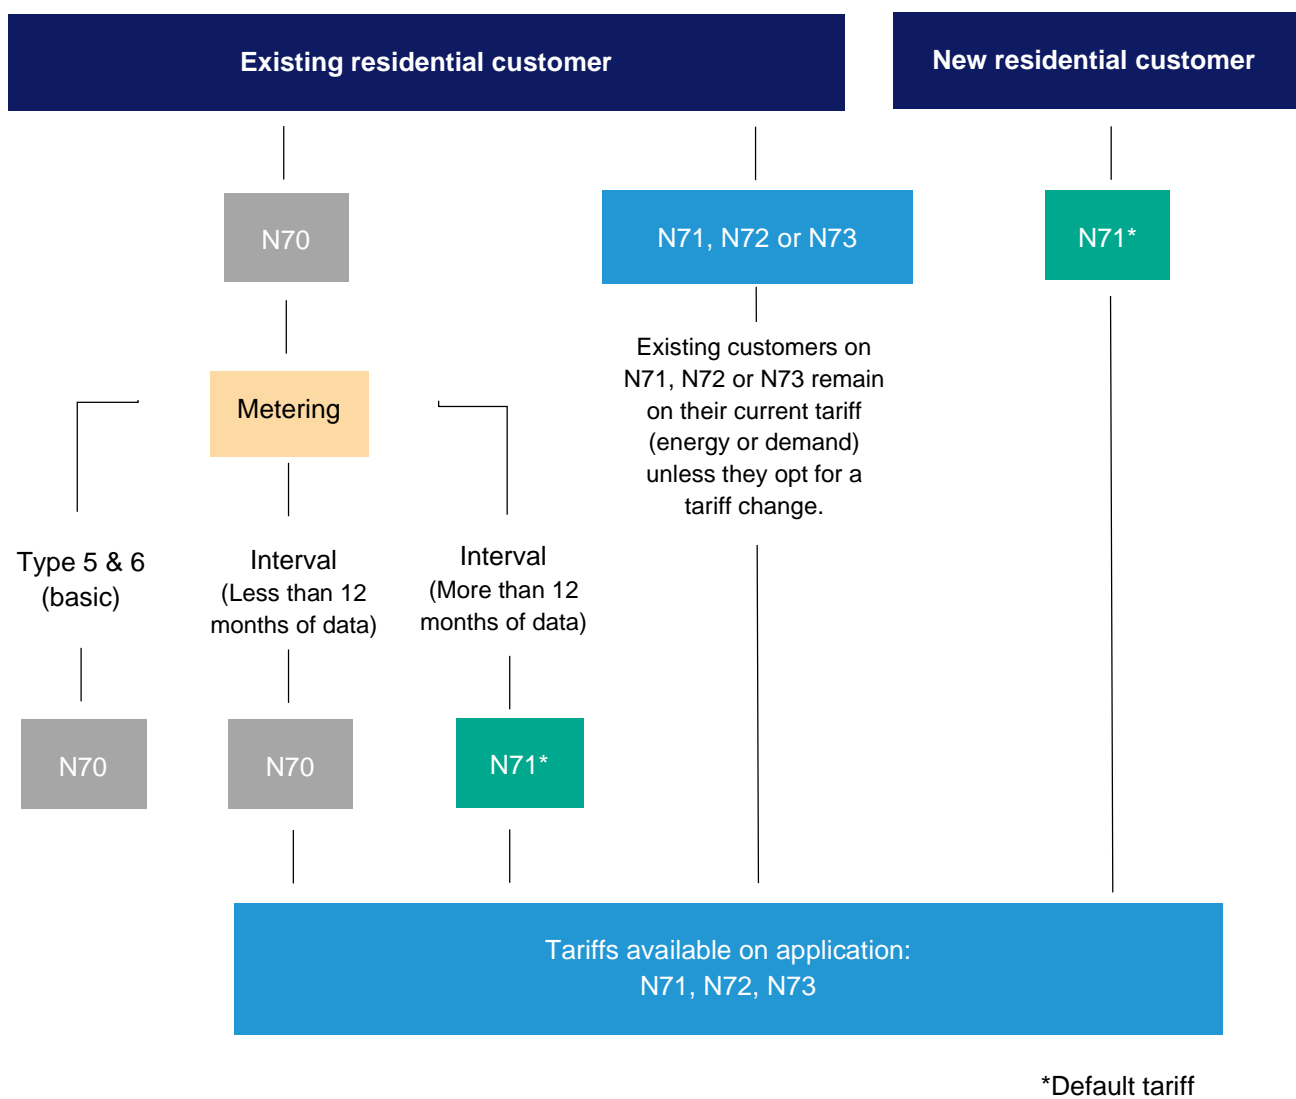 Existing residential customer
New residential customer
N70
N71, N72 or N73
N71*
Metering
Existing customers on
N71, N72 or N73 remain
on their current tariff
(energy or demand)
unless they opt for a
tariff change.
Type 5 & 6
(basic)
Interval
(Less than 12
months of data)
Interval
(More than 12
months of data)
N70
N70
N71*
Tariffs available on application:
N71, N72, N73
*Default tariff